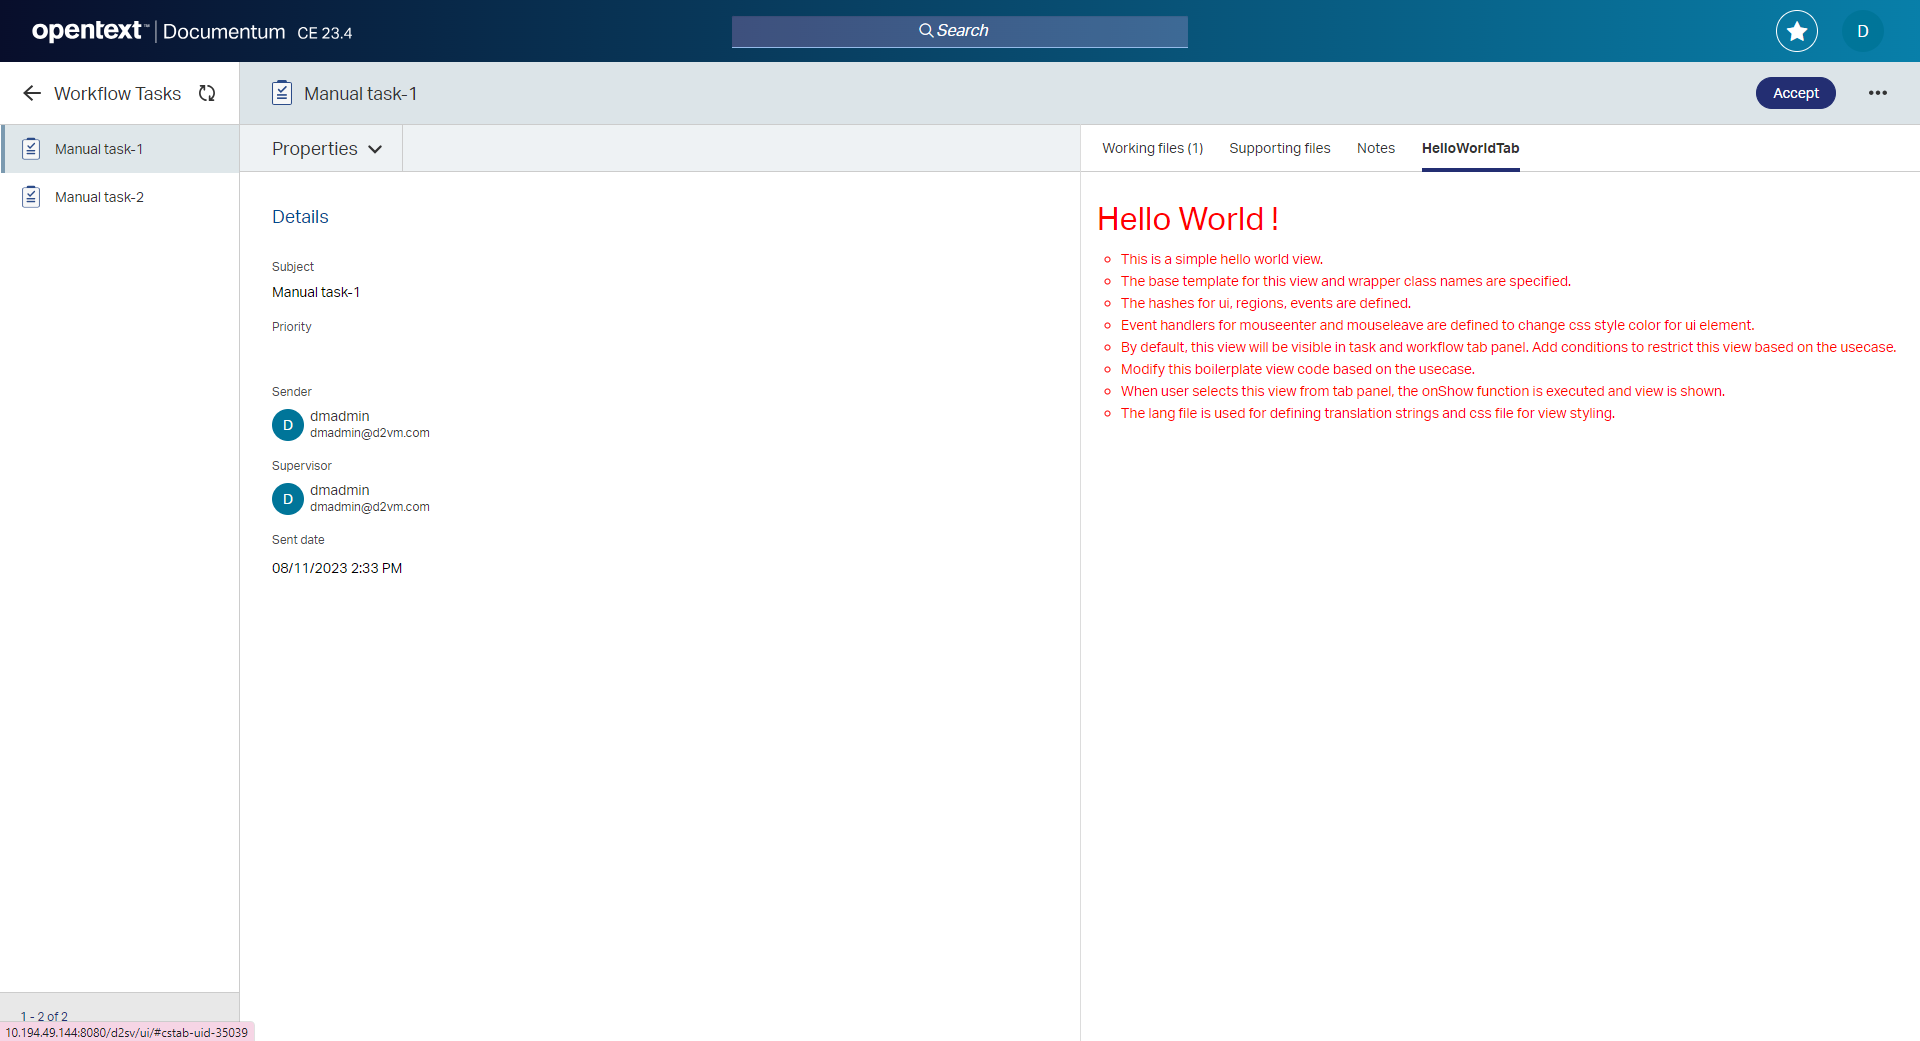 opentext™ | Documentum CE 23.4
Search
D
Workflow Tasks
Manual task-1
Accept
Manual task-1
Manual task-2
Properties
Working files (1) Supporting files Notes HelloWorldTab
Details
Subject
Manual task-1
Priority
Sender
D
dmadmin
dmadmin@d2vm.com
Supervisor
D
dmadmin
dmadmin@d2vm.com
Sent date
08/11/2023 2:33 PM
Hello World !
This is a simple hello world view.
The base template for this view and wrapper class names are specified.
The hashes for ui, regions, events are defined.
Event handlers for mouseenter and mouseleave are defined to change css style color for ui element.
By default, this view will be visible in task and workflow tab panel. Add conditions to restrict this view based on the usecase.
Modify this boilerplate view code based on the usecase.
When user selects this view from tab panel, the onShow function is executed and view is shown.
The lang file is used for defining translation strings and css file for view styling.
1 - 2 of 2
10.194.49.144:8080/d2sv/ui/#cstab-uid-35039